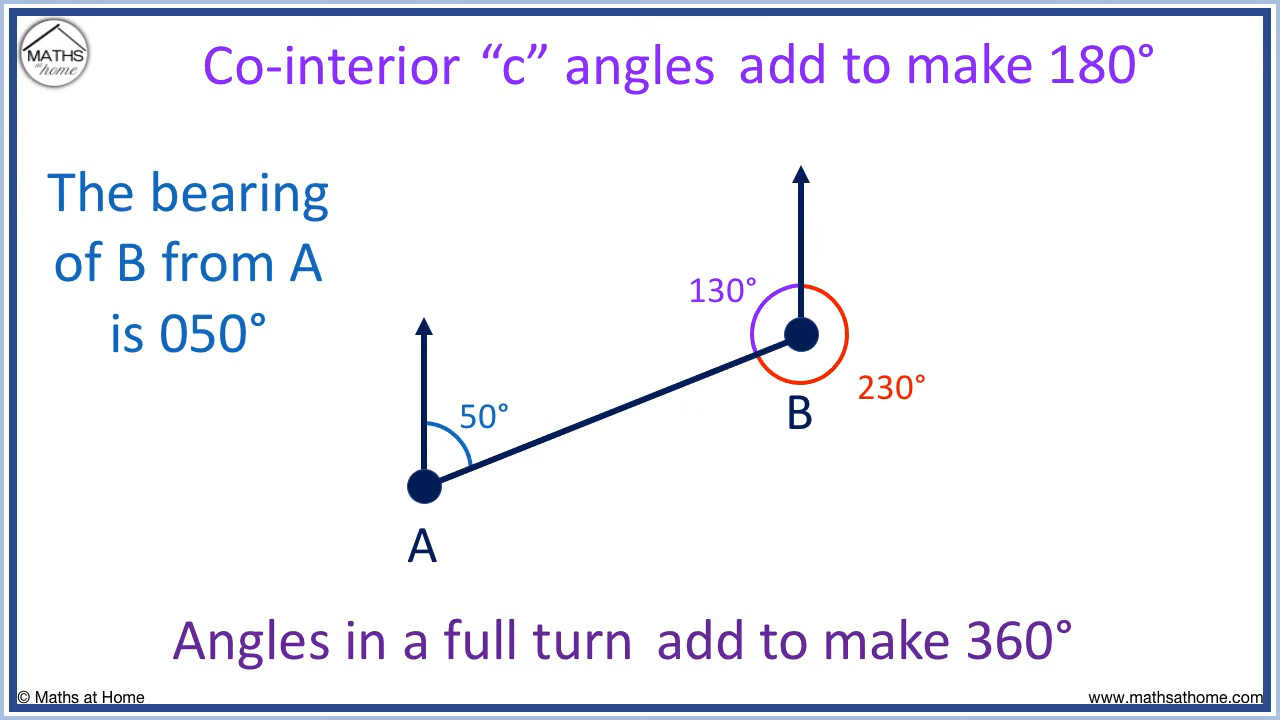 MATHS
at
home
Co-interior “c” angles add to make 180°
The bearing
of B from A
is 050°
130°
230°
B
50°
A
Angles in a full turn add to make 360°
© Maths at Home
www.mathsathome.com